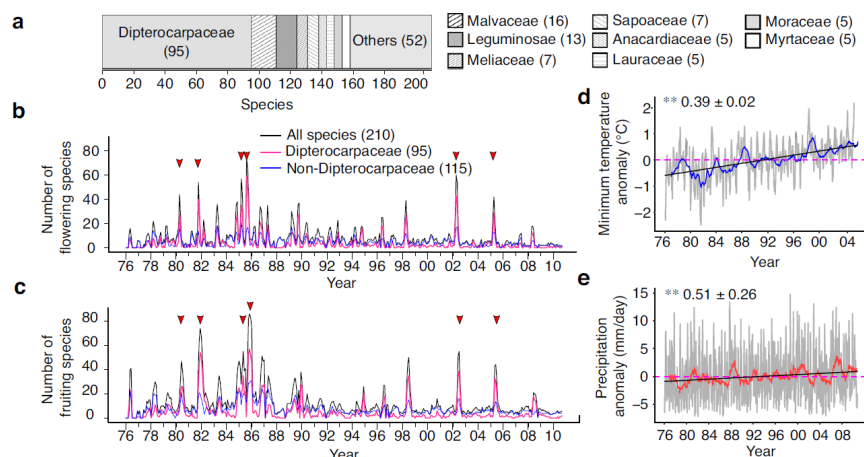 a
Dipterocarpaceae
(95)
Others (52)
0 20 40 60 80 100 120 140 160 180 200
Species
Malvaceae (16)
Leguminosae (13)
Meliaceae (7)
Sapoaceae (7)
Anacardiaceae (5)
Lauraceae (5)
Moraceae (5)
Myrtaceae (5)
b
Number of
flowering species
80
60
40
20
0
All species (210)
Dipterocarpaceae (95)
Non-Dipterocarpaceae (115)
76 78 80 82 84 86 88 90 92 94 96 98 00 02 05 06 08 10
Year
c
Number of
fruiting species
80
60
40
20
0
76 78 80 82 84 86 88 90 92 94 96 98 00 02 05 06 08 10
Year
d
** 0.39 ± 0.02
Minimum temperature
anomaly (°C)
2
1
0
−1
−2
76 80 84 88 92 96 00 04
Year
e
** 0.51 ± 0.26
Precipitation
anomaly (mm/day)
15
10
5
0
−5
76 80 84 88 92 96 00 04 08
Year